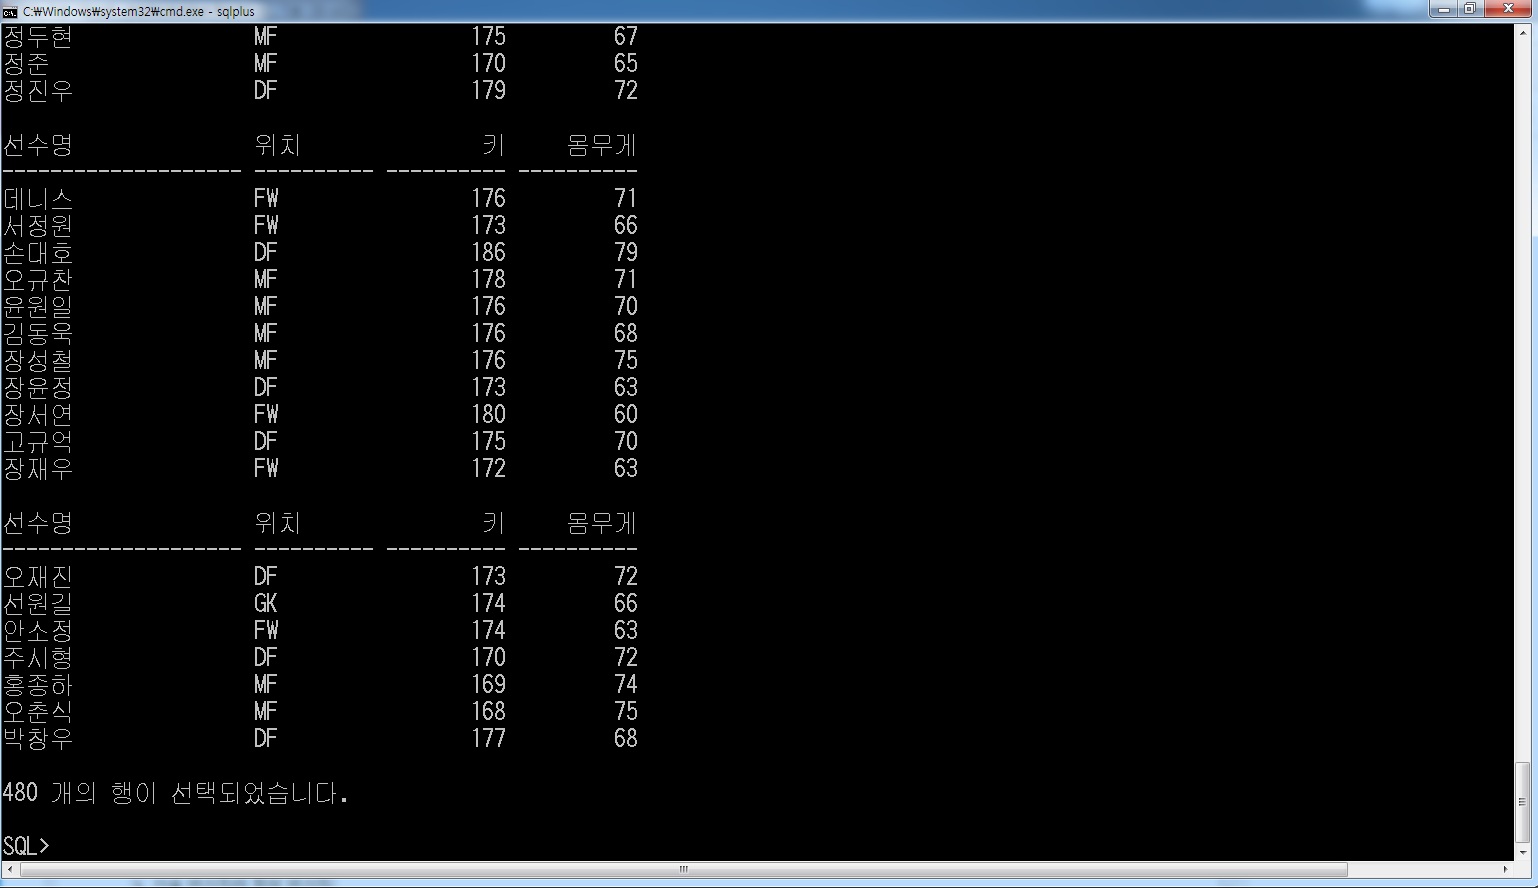 C:₩Windows₩system32₩cmd.exe - sqlplus
정두현 MF 175 67
정준 MF 170 65
정진우 DF 179 72
선수명 위치 키 몸무게
-------------------- ---------- ---------- ----------
데니스 FW 176 71
서정원 FW 173 66
손대호 DF 186 79
오규찬 MF 178 71
윤원일 MF 176 70
김동욱 MF 176 68
장성철 MF 176 75
장윤정 DF 173 63
장서연 FW 180 60
고규억 DF 175 70
장재우 FW 172 63
선수명 위치 키 몸무게
-------------------- ---------- ---------- ----------
오재진 DF 173 72
선원길 GK 174 66
안소정 FW 174 63
주시형 DF 170 72
홍종하 MF 169 74
오춘식 MF 168 75
박창우 DF 177 68
480 개의 행이 선택되었습니다.
SQL>